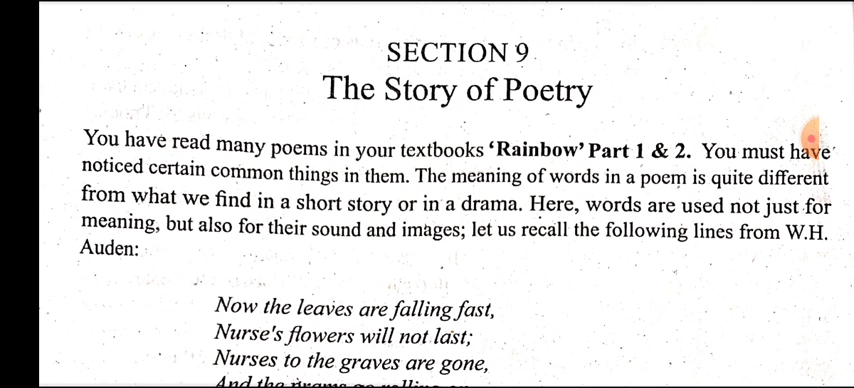 SECTION 9
The Story of Poetry
You have read many poems in your textbooks ‘Rainbow’ Part 1 & 2. You must have
noticed certain common things in them. The meaning of words in a poem is quite different
from what we find in a short story or in a drama. Here, words are used not just for
meaning, but also for their sound and images; let us recall the following lines from W.H.
Auden:
Now the leaves are falling fast,
Nurse's flowers will not last;
Nurses to the graves are gone,
And the prams go